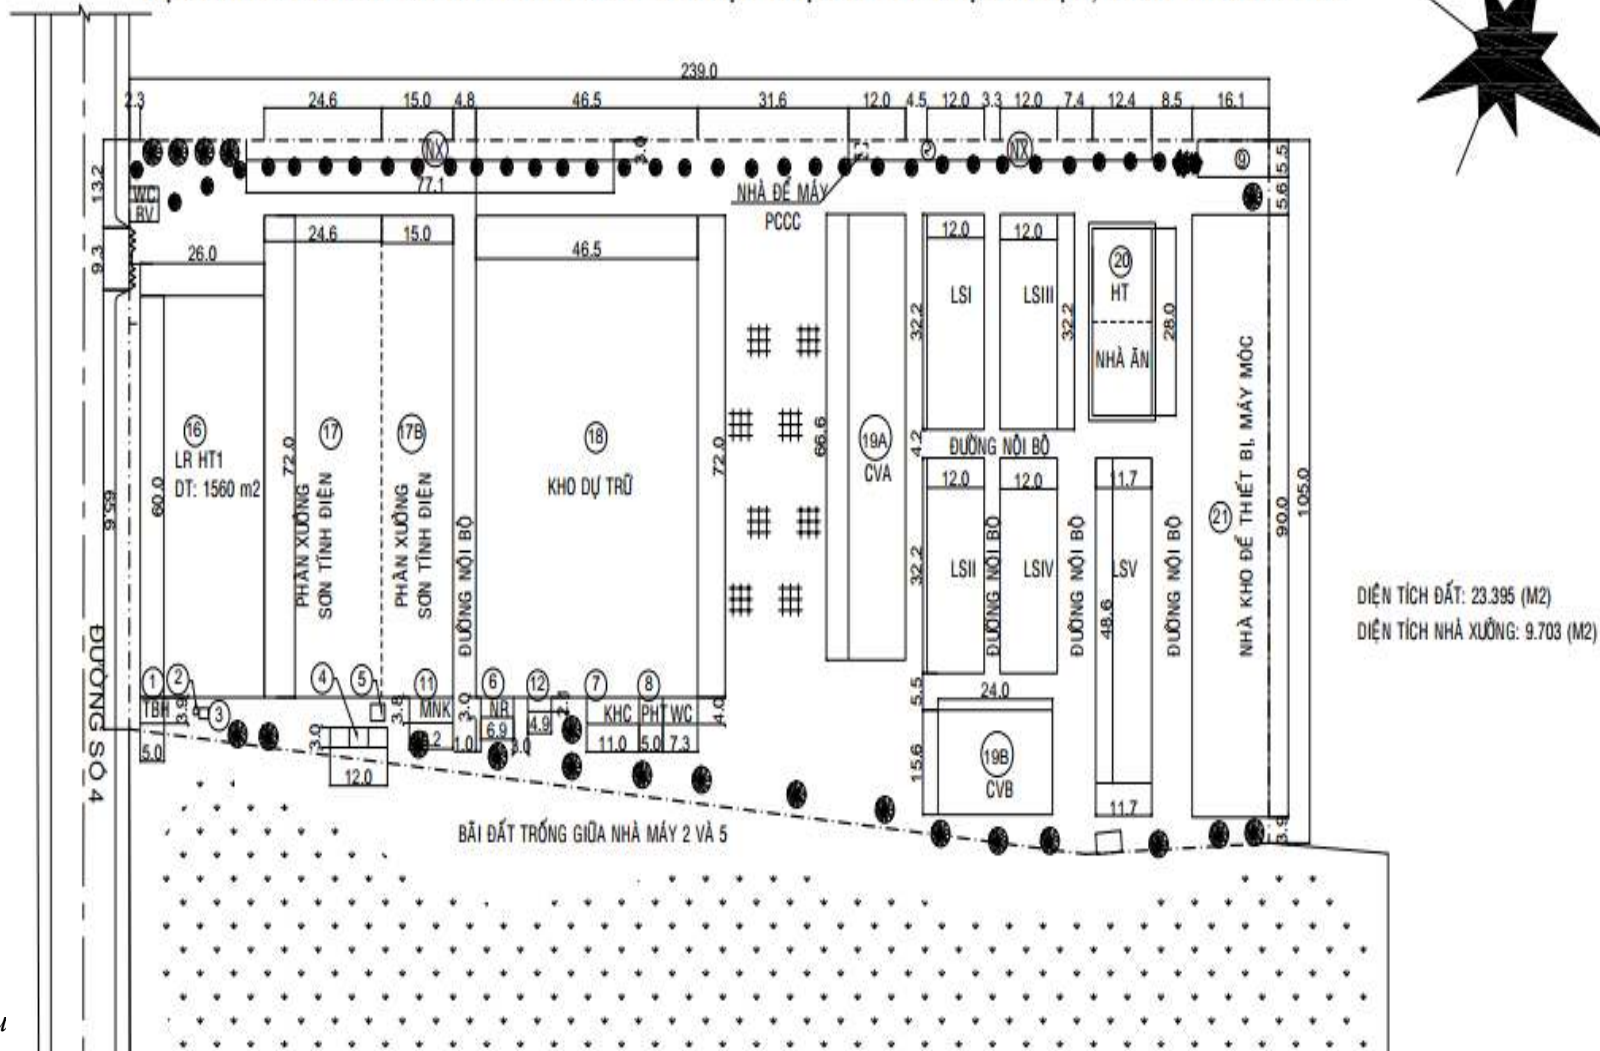 239.0
2.3 24.6 15.0 4.8 46.5 31.6 12.0 4.5 12.0 3.3 12.0 7.4 12.4 8.5 16.1
NX
3.0
NX
9
5.5
13.2
77.1
5.6
WC
BV
NHÀ ĐỂ MÁY
PCCC
9.3
26.0
24.6
15.0
46.5
12.0
12.0
20
HT
LSI
LSIII
32.2
32.2
28.0
NHÀ ĂN
16
LR HT1
DT: 1560 m2
60.0
65.6
72.0
17
PHÂN XƯỞNG
SƠN TĨNH ĐIỆN
17B
PHÂN XƯỞNG
SƠN TĨNH ĐIỆN
ĐƯỜNG NỘI BỘ
18
KHO DỰ TRỮ
72.0
66.6
19A
CVA
4.2
ĐƯỜNG NỘI BỘ
12.0
12.0
11.7
32.2
LSII
ĐƯỜNG NỘI BỘ
LSIV
ĐƯỜNG NỘI BỘ
LSV
48.6
ĐƯỜNG NỘI BỘ
21
NHÀ KHO ĐỂ THIẾT BỊ, MÁY MÓC
90.0
105.0
DIỆN TÍCH ĐẤT: 23.395 (M2)
DIỆN TÍCH NHÀ XƯỞNG: 9.703 (M2)
ĐƯỜNG SỐ 4
1
2
4
5
11
6
12
7
8
TBH
3.9
3
3.8
MNK
3.0
NR
KHC
PHT
WC
4.0
5.5
24.0
3.0
6.9
4.9
5.0
1.0
3.0
11.0
5.0
7.3
12.0
15.6
19B
CVB
11.7
3.9
BÃI ĐẤT TRỐNG GIỮA NHÀ MÁY 2 VÀ 5